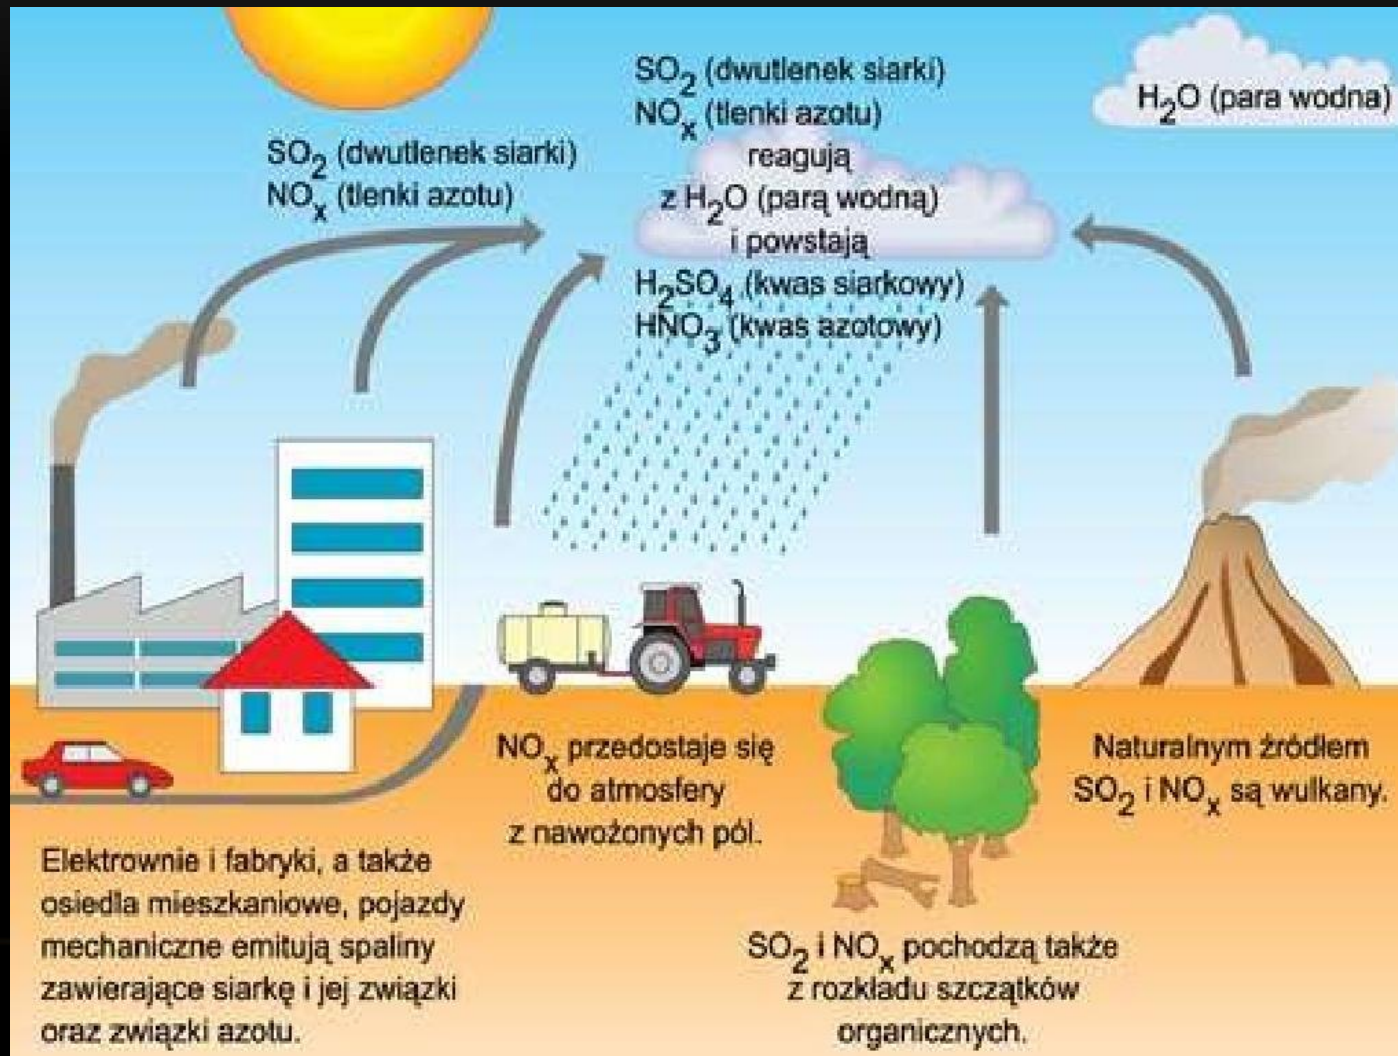 SO₂ (dwutlenek siarki)
NOₓ (tlenki azotu)
SO₂ (dwutlenek siarki)
NOₓ (tlenki azotu)
reagują
z H₂O (parą wodną)
i powstają
H₂SO₄ (kwas siarkowy)
HNO₃ (kwas azotowy)
H₂O (para wodna)
Elektrownie i fabryki, a także
osiedla mieszkaniowe, pojazdy
mechaniczne emitują spaliny
zawierające siarkę i jej związki
oraz związki azotu.
NOₓ przedostaje się
do atmosfery
z nawożonych pól.
SO₂ i NOₓ pochodzą także
z rozkładu szczątków
organicznych.
Naturalnym źródłem
SO₂ i NOₓ są wulkany.